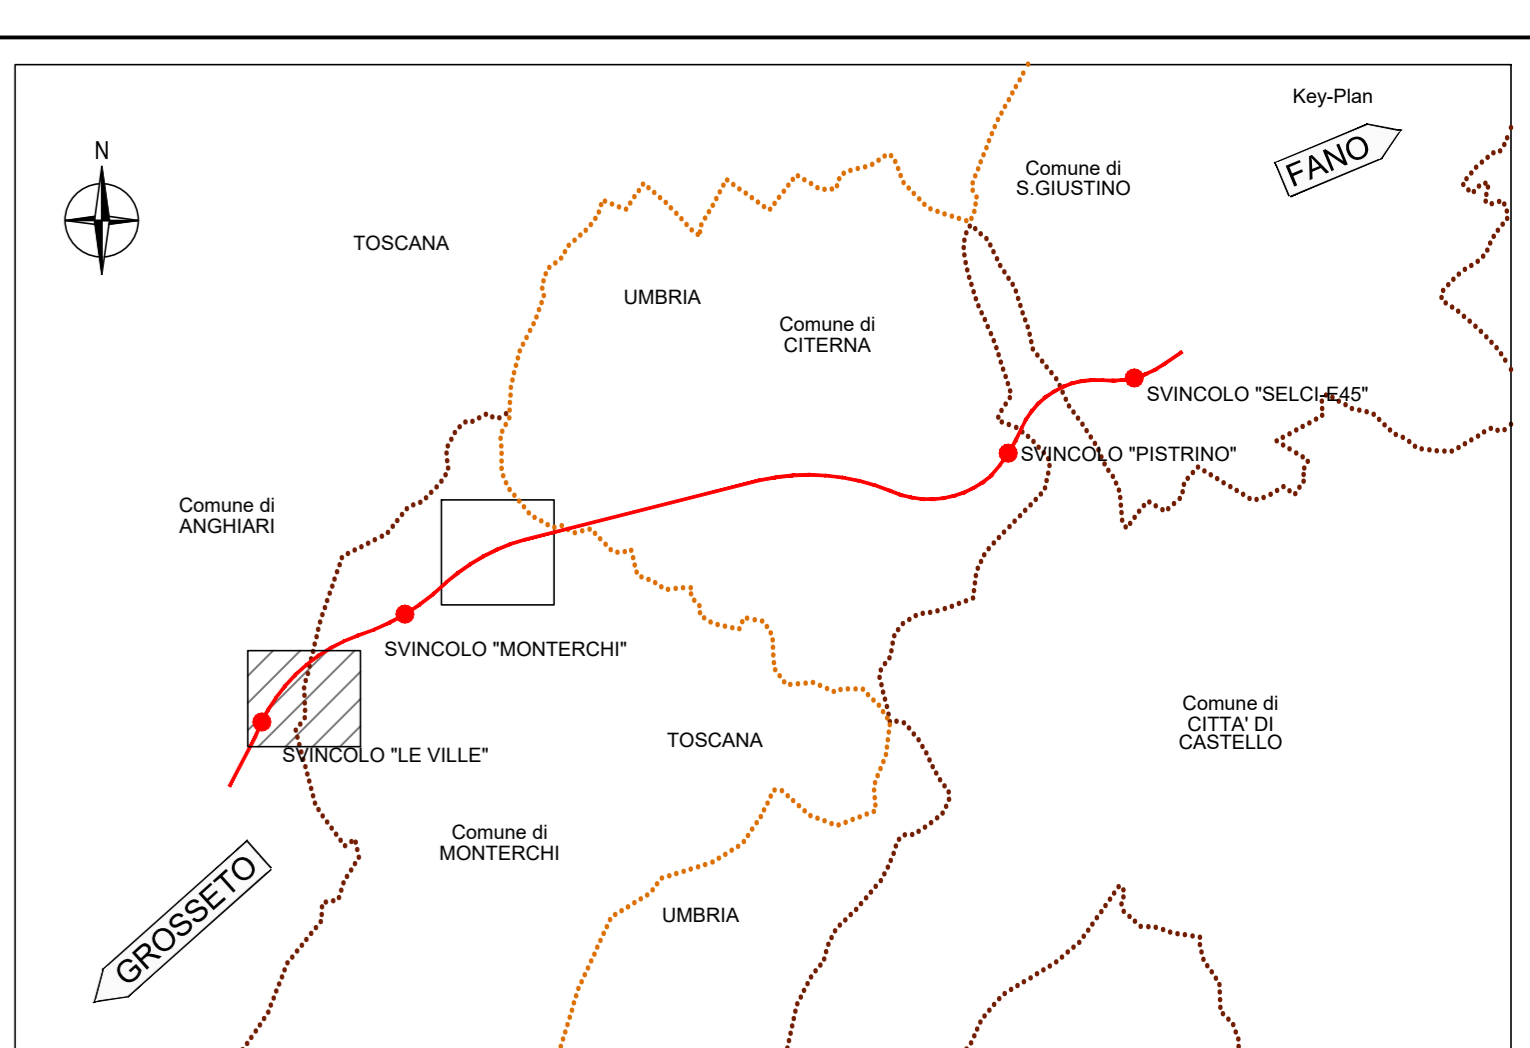 Key-Plan
FANO
N
Comune di
S.GIUSTINO
TOSCANA
UMBRIA
Comune di
CITERNA
SVINCOLO "SELCI-E45"
SVINCOLO "PISTRINO"
Comune di
ANGHIARI
SVINCOLO "MONTERCHI"
SVINCOLO "LE VILLE"
TOSCANA
Comune di
CITTA' DI
CASTELLO
Comune di
MONTERCHI
GROSSETO
UMBRIA